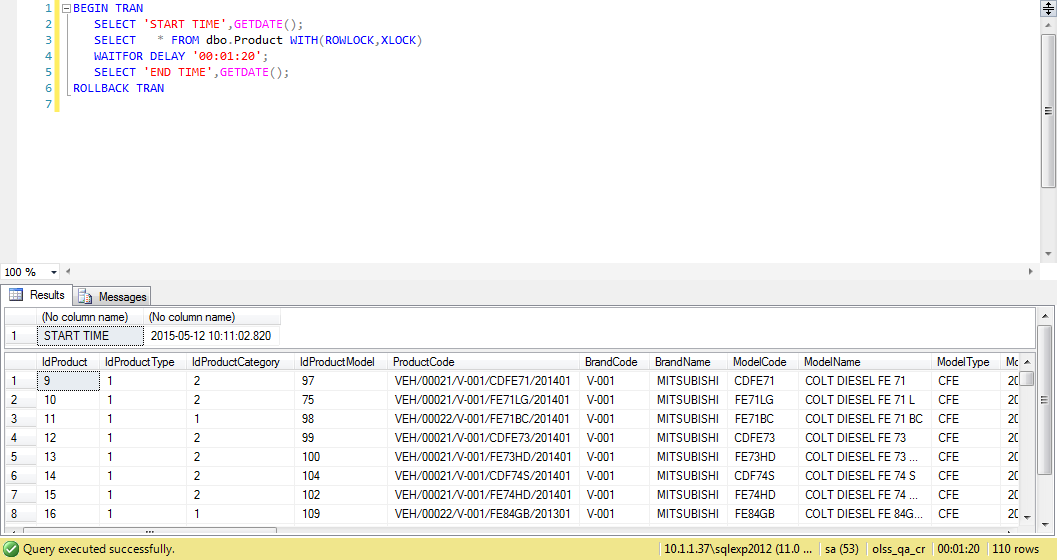 1 BEGIN TRAN
2 SELECT 'START TIME',GETDATE();
3 SELECT * FROM dbo.Product WITH(ROWLOCK,XLOCK)
4 WAITFOR DELAY '00:01:20';
5 SELECT 'END TIME',GETDATE();
6 ROLLBACK TRAN
7
100 %
Results Messages
(No column name) (No column name)
1 START TIME 2015-05-12 10:11:02.820
IdProduct IdProductType IdProductCategory IdProductModel ProductCode BrandCode BrandName ModelCode ModelName ModelType Mo
1 9 1 2 97 VEH/00021/V-001/CDFE71/201401 V-001 MITSUBISHI CDFE71 COLT DIESEL FE 71 CFE 20
2 10 1 2 75 VEH/00021/V-001/FE71LG/201401 V-001 MITSUBISHI FE71LG COLT DIESEL FE 71 L CFE 20
3 11 1 1 98 VEH/00022/V-001/FE71BC/201401 V-001 MITSUBISHI FE71BC COLT DIESEL FE 71 BC CFE 20
4 12 1 2 99 VEH/00021/V-001/CDFE73/201401 V-001 MITSUBISHI CDFE73 COLT DIESEL FE 73 CFE 20
5 13 1 2 100 VEH/00021/V-001/FE73HD/201401 V-001 MITSUBISHI FE73HD COLT DIESEL FE 73 ... CFE 20
6 14 1 2 104 VEH/00021/V-001/CDF74S/201401 V-001 MITSUBISHI CDF74S COLT DIESEL FE 74 S CFE 20
7 15 1 2 102 VEH/00021/V-001/FE74HD/201401 V-001 MITSUBISHI FE74HD COLT DIESEL FE 74 ... CFE 20
8 16 1 1 109 VEH/00022/V-001/FE84GB/201301 V-001 MITSUBISHI FE84GB COLT DIESEL FE 84G... CFE 20
Query executed successfully. 10.1.1.37\sqlexp2012 (11.0 ... sa (53) olss_qa_cr 00:01:20 110 rows